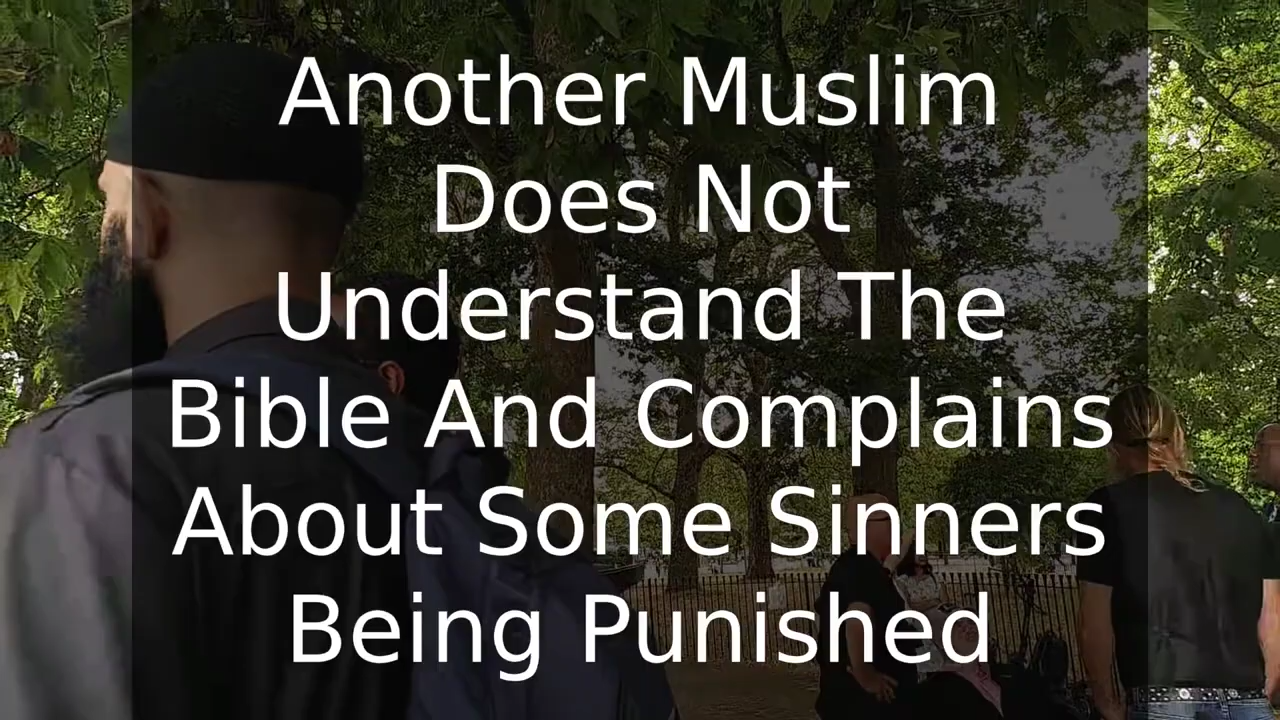 Another Muslim
Does Not
Understand The
Bible And Complains
About Some Sinners
Being Punished